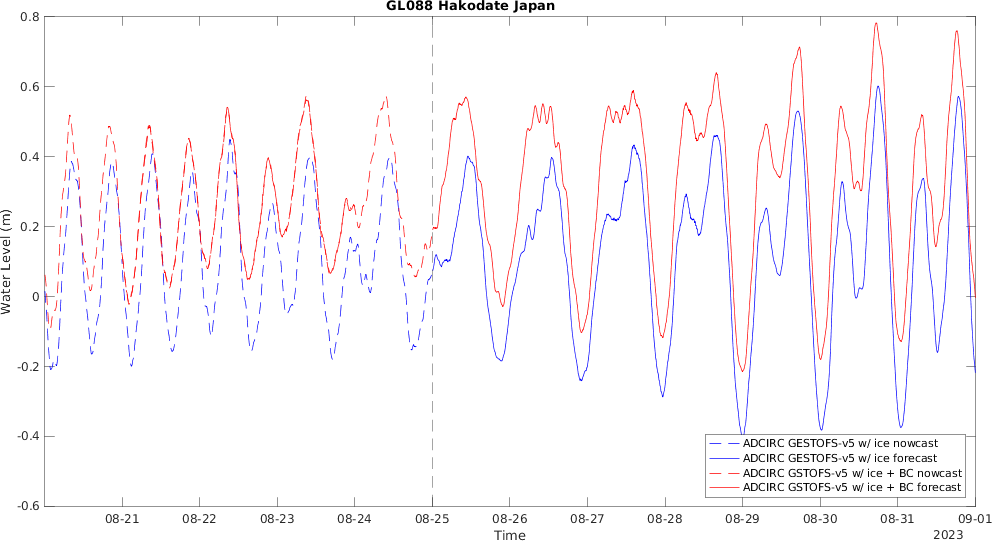 GL088 Hakodate Japan
0.8
0.6
0.4
0.2
0
-0.2
-0.4
-0.6
Water Level (m)
ADCIRC GESTOFS-v5 w/ ice nowcast
ADCIRC GESTOFS-v5 w/ ice forecast
ADCIRC GSTOFS-v5 w/ ice + BC nowcast
ADCIRC GSTOFS-v5 w/ ice + BC forecast
08-21 08-22 08-23 08-24 08-25 08-26 08-27 08-28 08-29 08-30 08-31 09-01
Time
2023